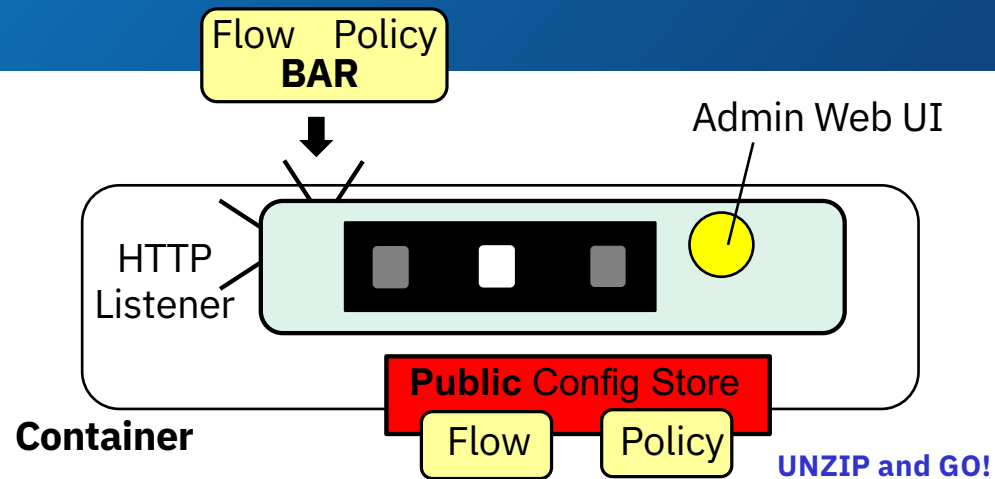 Flow Policy
BAR
Admin Web UI
HTTP
Listener
Public Config Store
Container
Flow
Policy
UNZIP and GO!